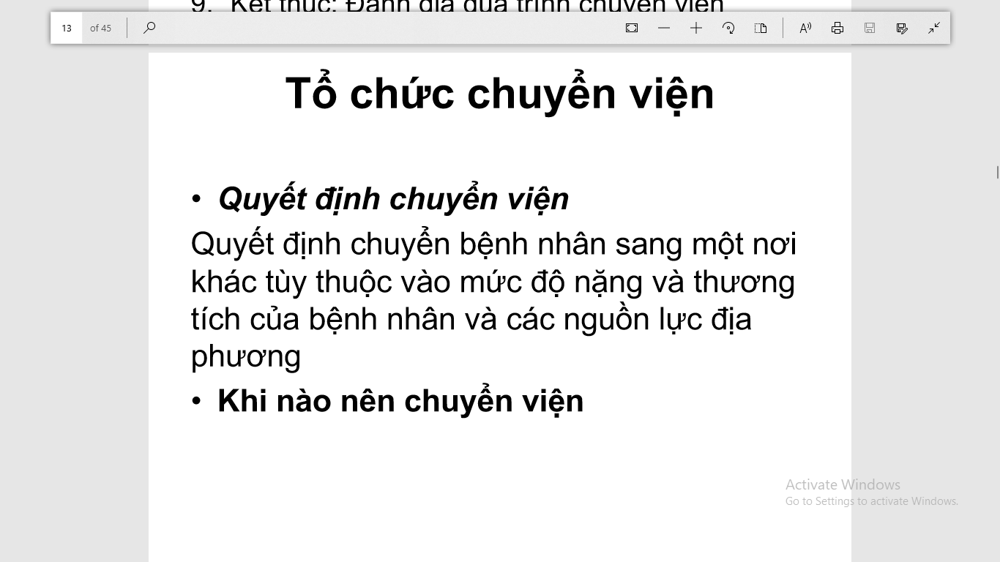 9. Kết thúc: Đánh giá quá trình chuyển viện
13 of 45
Tổ chức chuyển viện
• Quyết định chuyển viện
Quyết định chuyển bệnh nhân sang một nơi
khác tùy thuộc vào mức độ nặng và thương
tích của bệnh nhân và các nguồn lực địa
phương
• Khi nào nên chuyển viện
Activate Windows
Go to Settings to activate Windows.